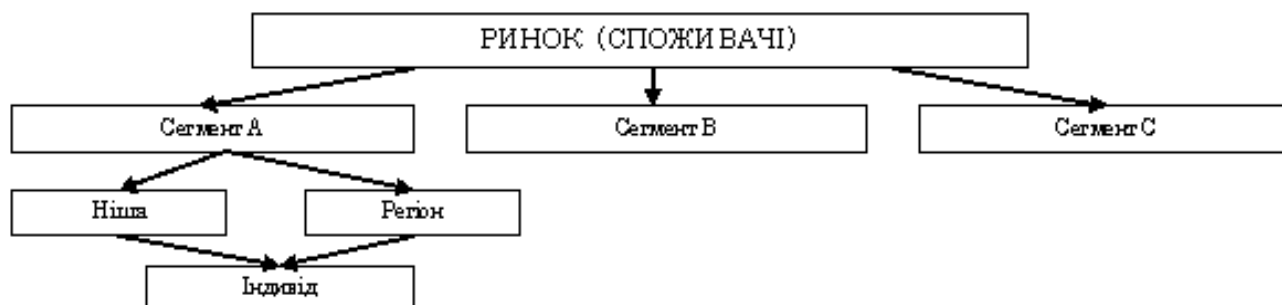 РИНОК (СПОЖИВАЧІ)
Сегмент А
Сегмент В
Сегмент С
Ніша
Регіон
Індивід